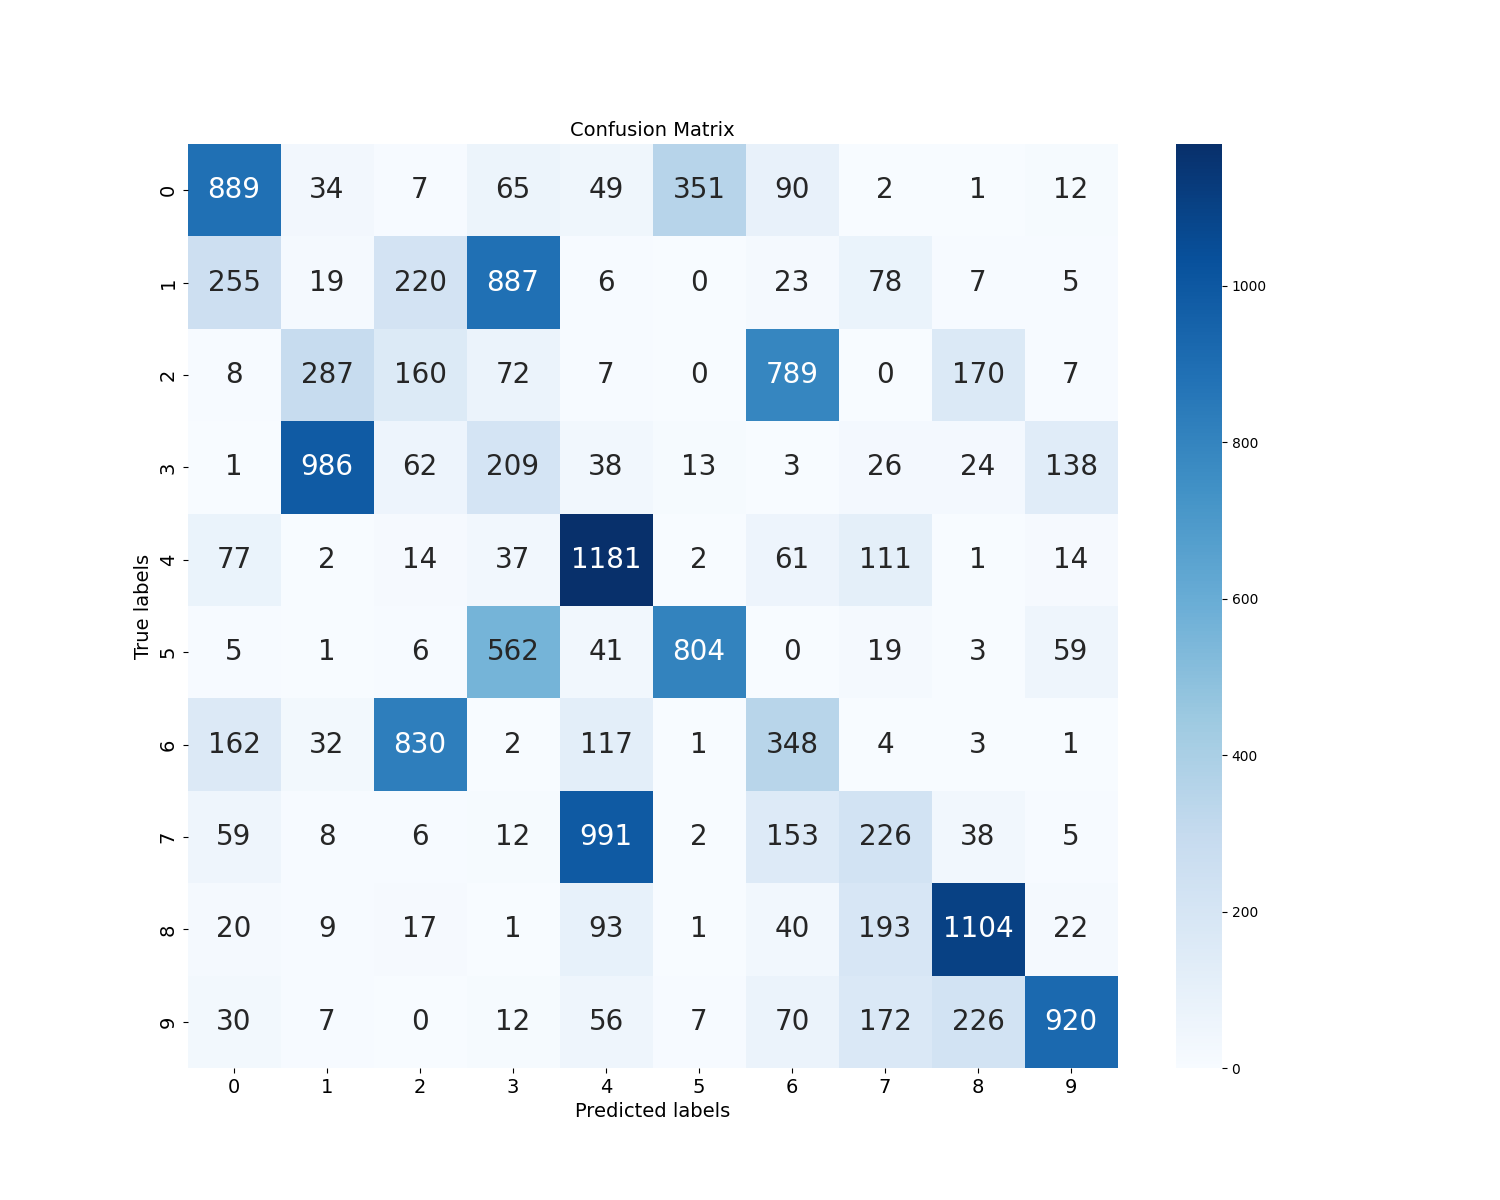 Confusion Matrix
0 889 34 7 65 49 351 90 2 1 12
1 255 19 220 887 6 0 23 78 7 5
2 8 287 160 72 7 0 789 0 170 7
3 1 986 62 209 38 13 3 26 24 138
4 77 2 14 37 1181 2 61 111 1 14
5 5 1 6 562 41 804 0 19 3 59
6 162 32 830 2 117 1 348 4 3 1
7 59 8 6 12 991 2 153 226 38 5
8 20 9 17 1 93 1 40 193 1104 22
9 30 7 0 12 56 7 70 172 226 920
0 1 2 3 4 5 6 7 8 9
Predicted labels
True labels
1000
800
600
400
200
0